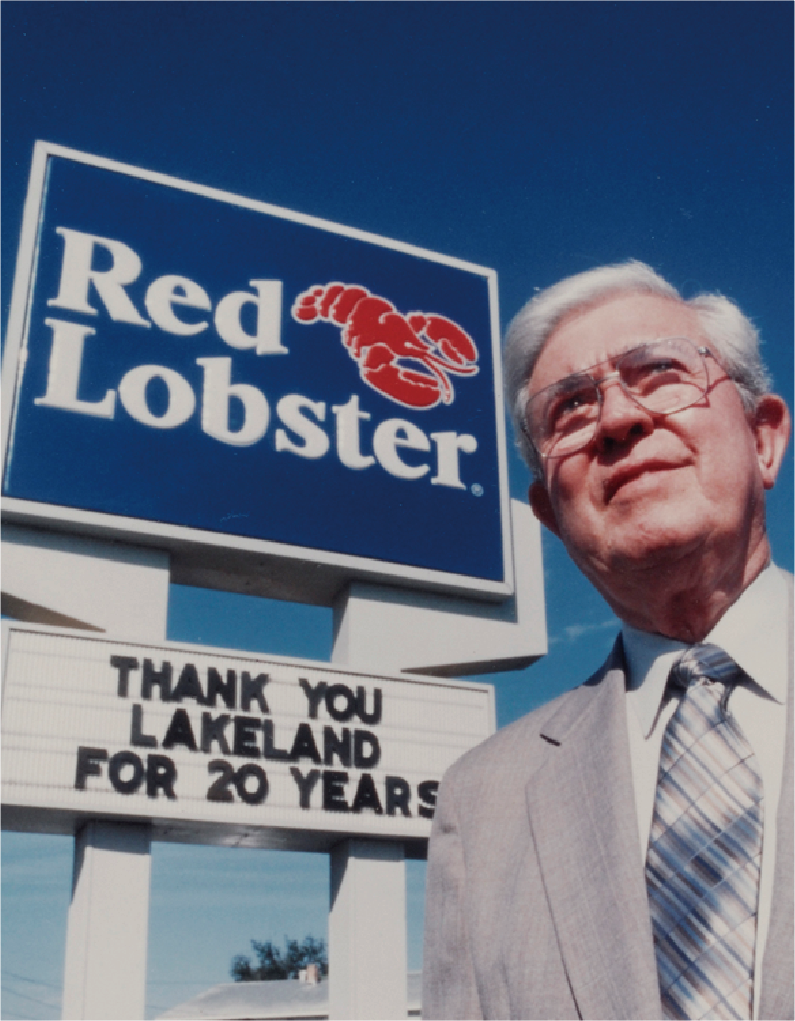 Red
Lobster®
THANK YOU
LAKELAND
FOR 20 YEARS